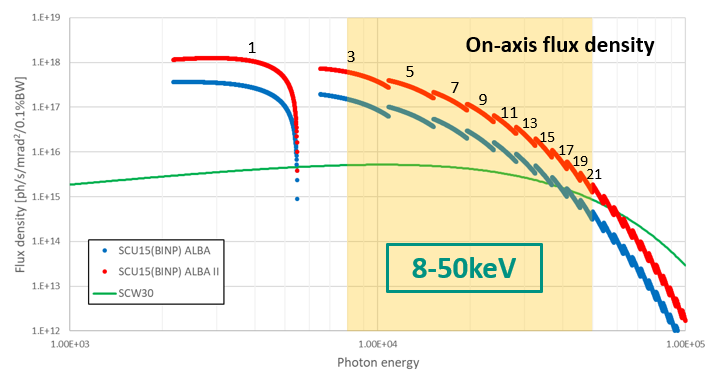 1.E+19
On-axis flux density
1
3
5
7
9
11
13
15
17
19
21
1.E+18
1.E+17
1.E+16
1.E+15
1.E+14
1.E+13
1.E+12
Flux density [ph/s/mrad²/0.1%BW]
SCU15(BINP) ALBA
SCU15(BINP) ALBA II
SCW30
8-50keV
1.00E+03
1.00E+04
1.00E+05
Photon energy